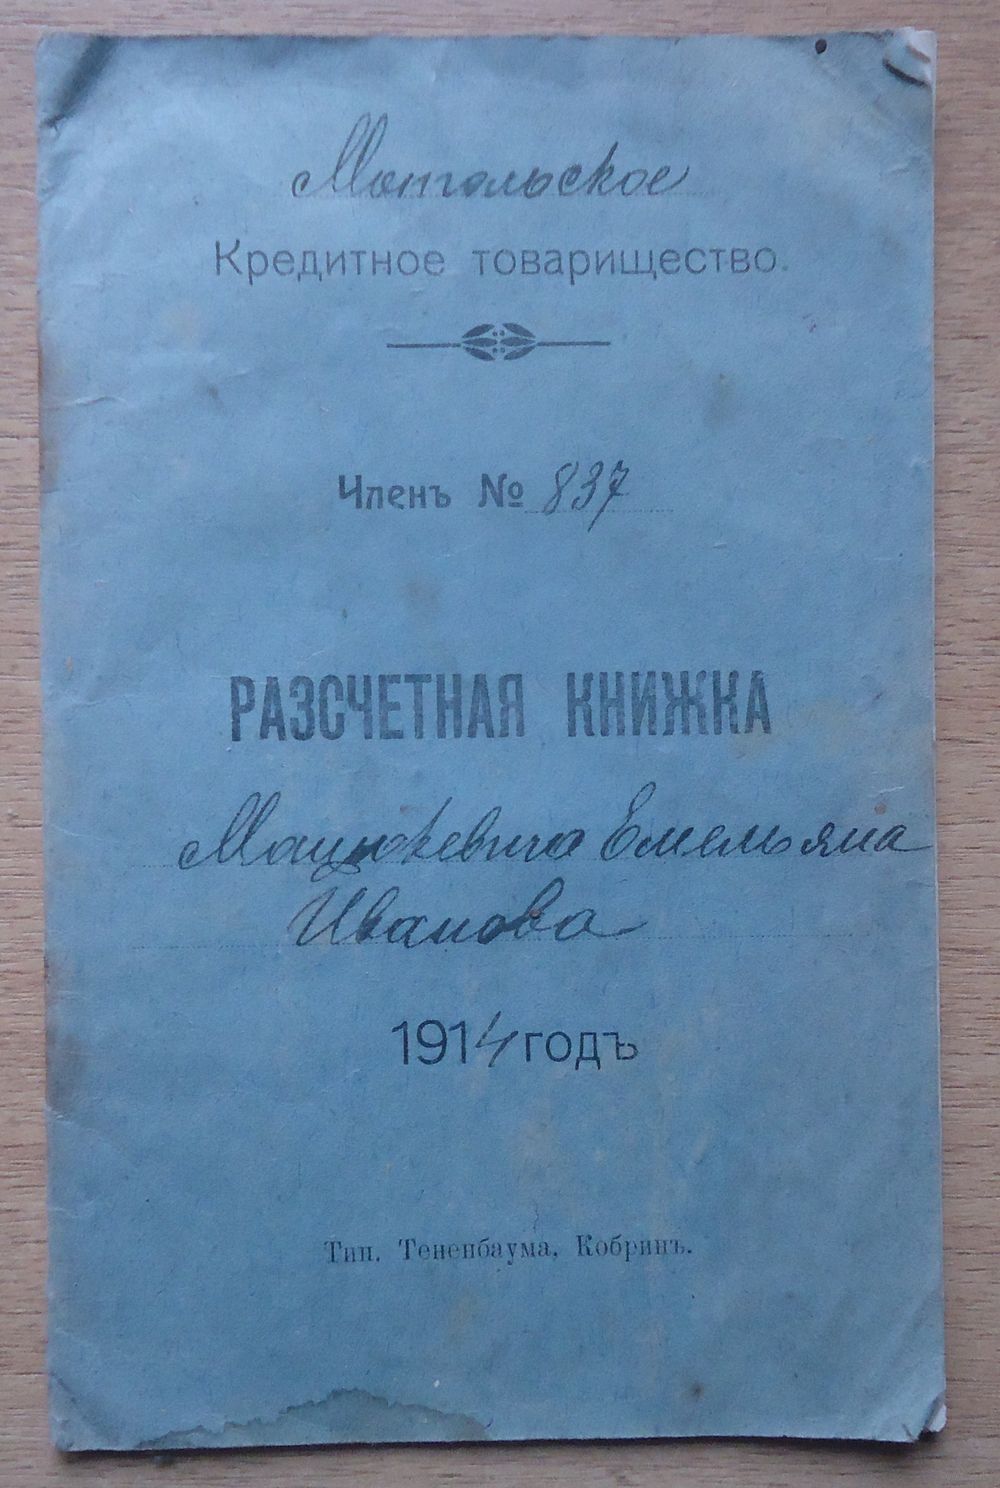 Мотольское
Кредитное товарищество.
Членъ № 837
РАЗСЧЕТНАЯ КНИЖКА
Мацукевича Емельяна
Иванова
1914 годъ
Тип. Тененбаума, Кобринъ.